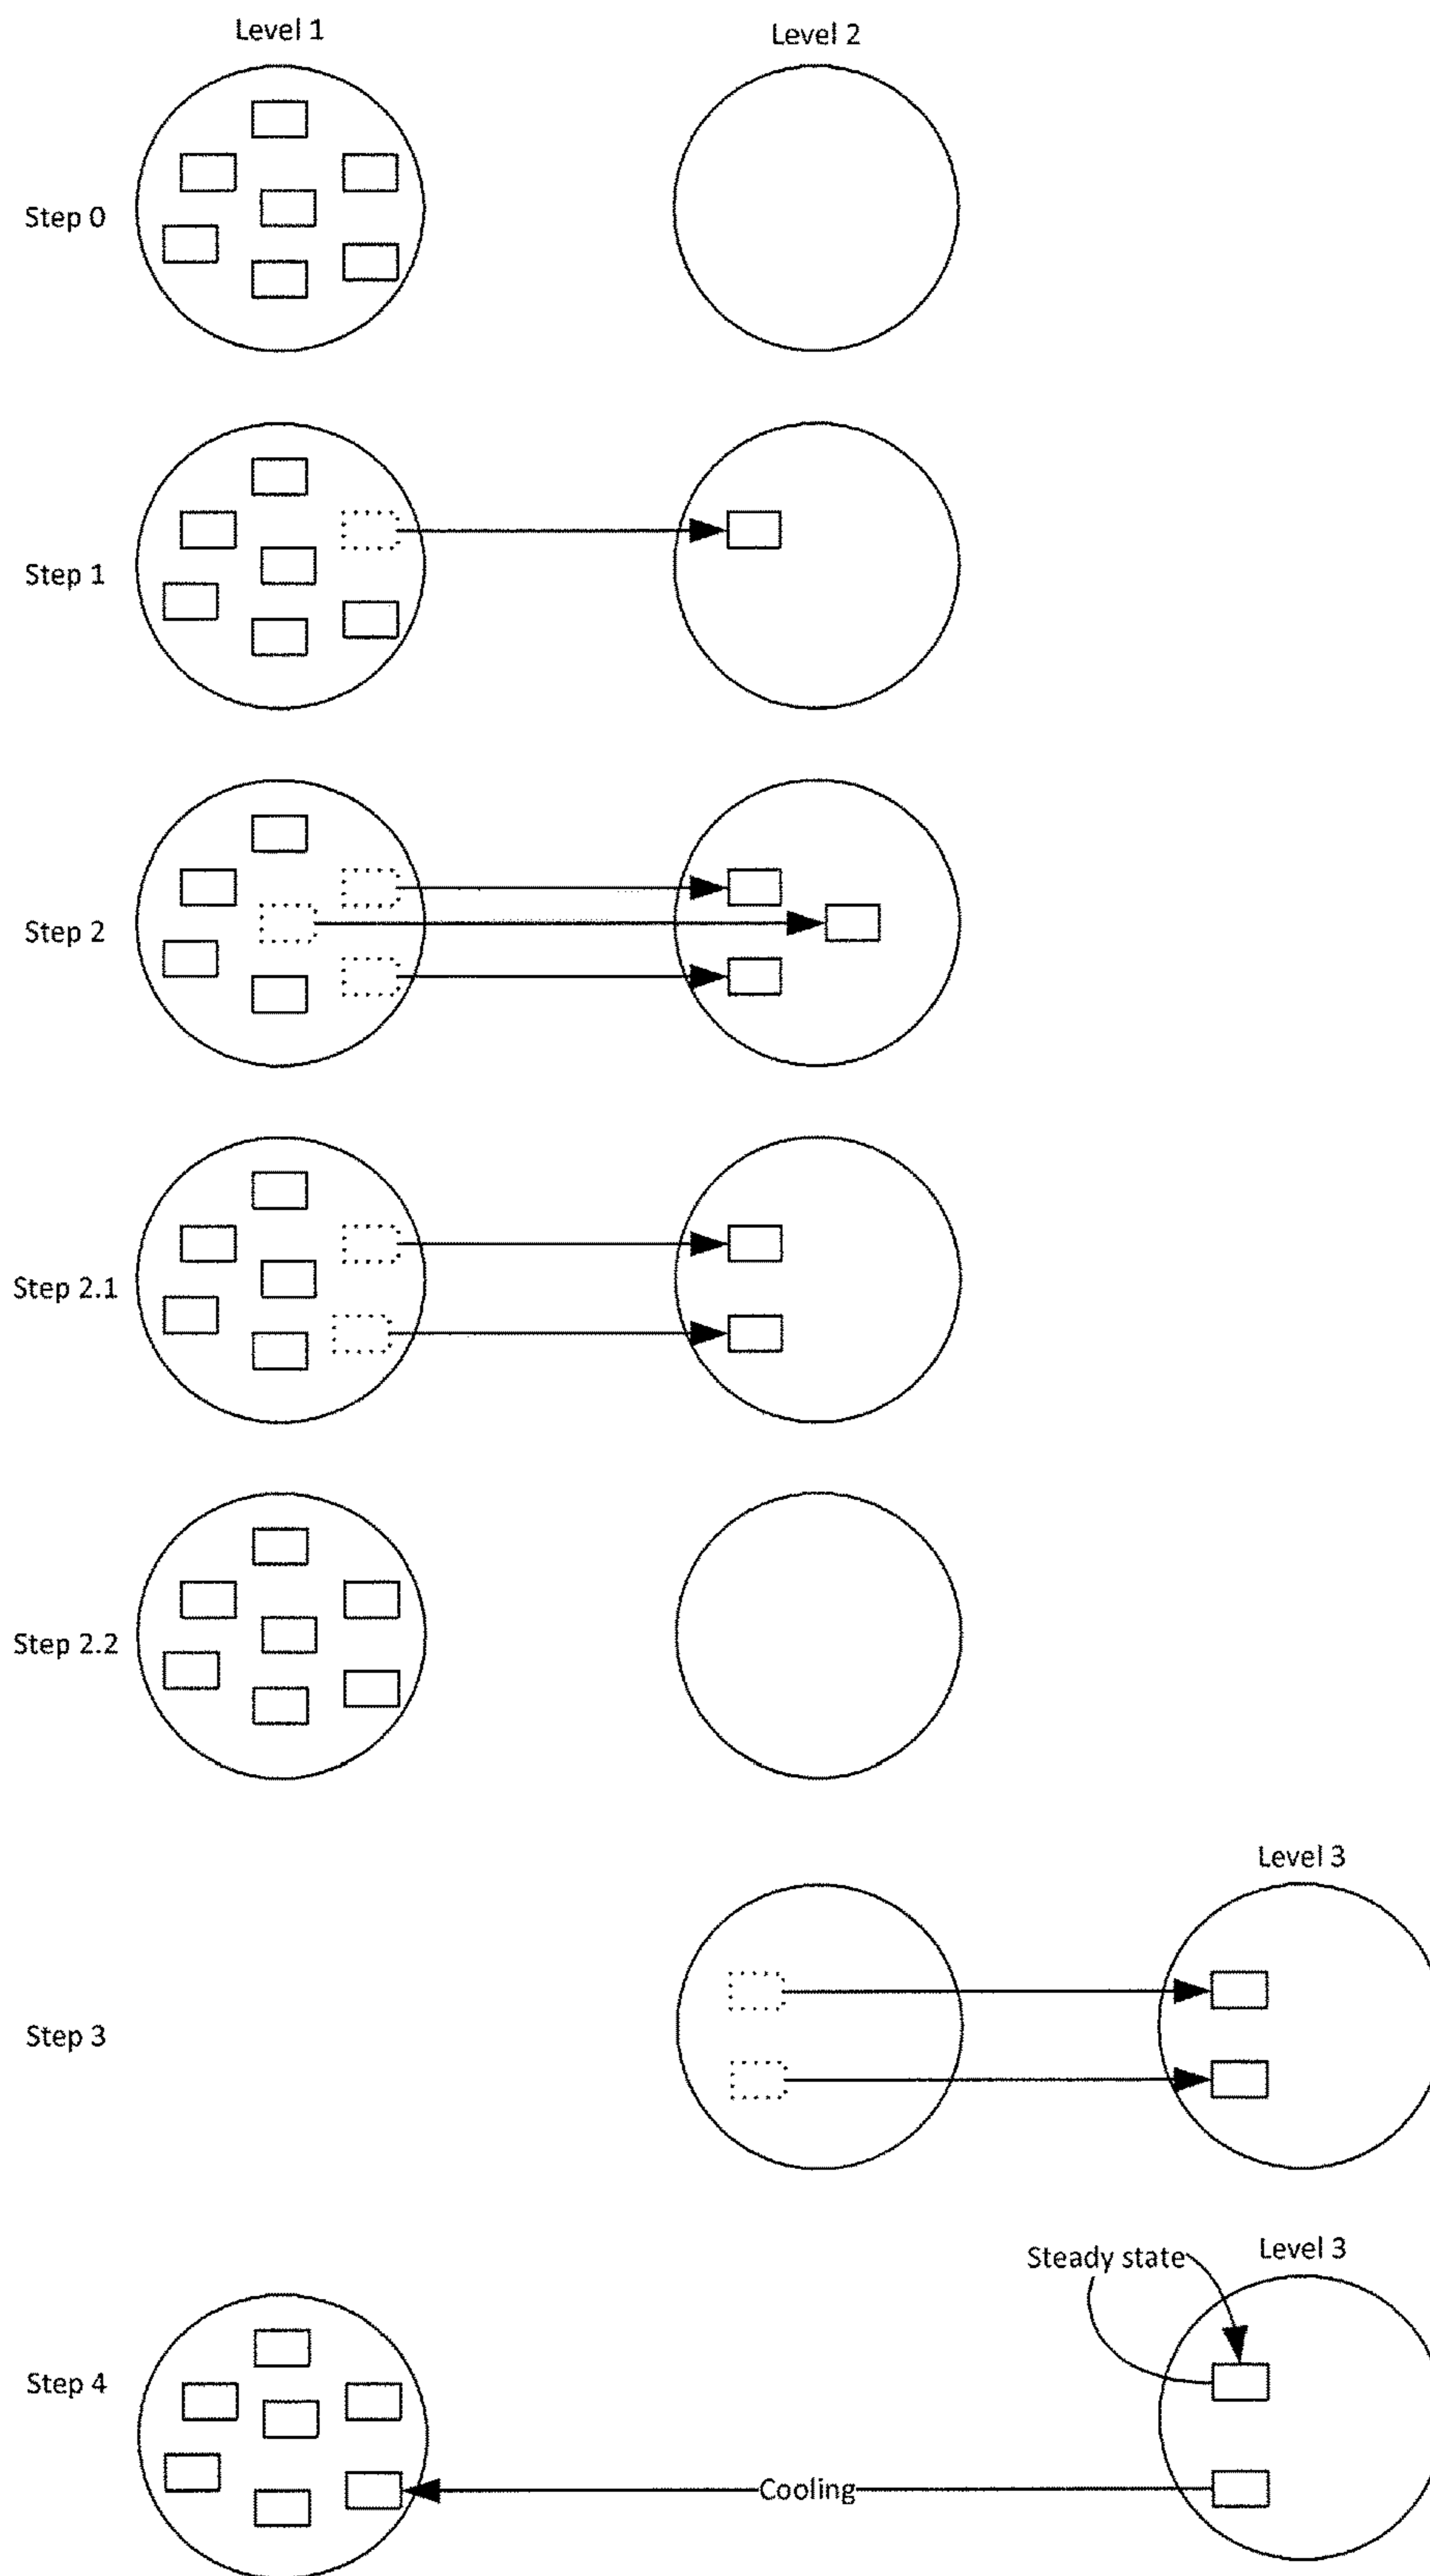 Level 1
Level 2
Step 0
Step 1
Step 2
Step 2.1
Step 2.2
Level 3
Step 3
Steady state
Level 3
Step 4
Cooling